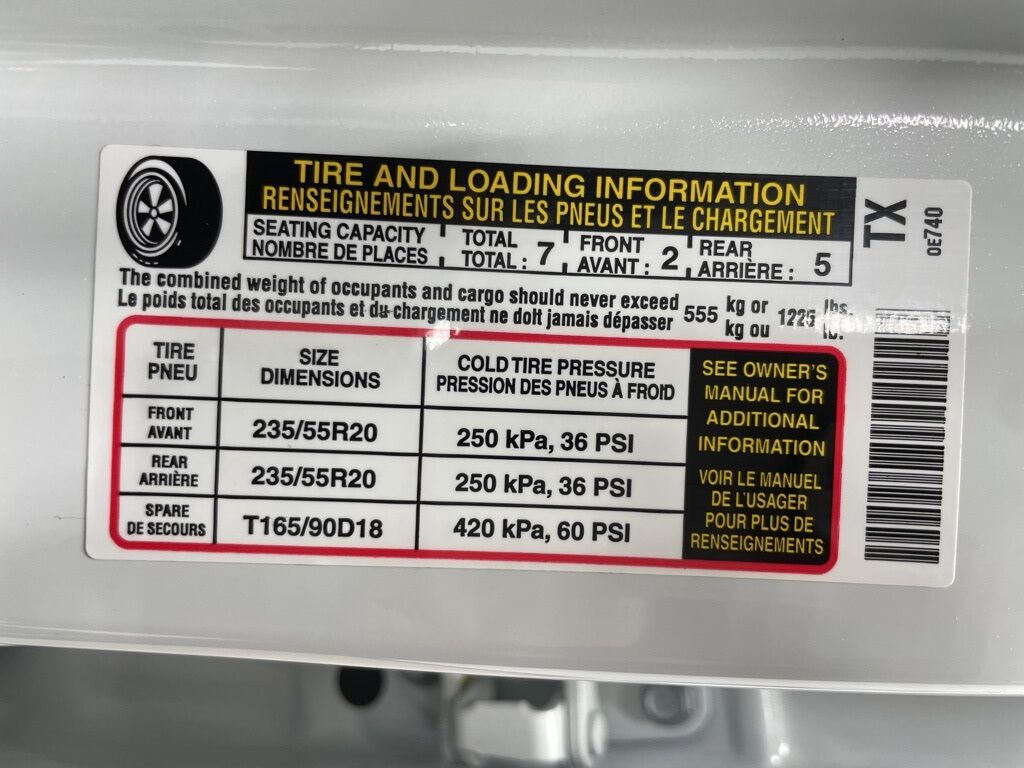 TIRE AND LOADING INFORMATION
RENSEIGNEMENTS SUR LES PNEUS ET LE CHARGEMENT
SEATING CAPACITY TOTAL FRONT REAR
NOMBRE DE PLACES TOTAL : 7 AVANT : 2 ARRIÈRE : 5
The combined weight of occupants and cargo should never exceed 555 kg or 1225 lbs.
Le poids total des occupants et du chargement ne doit jamais dépasser kg ou lb.
TIRE SIZE COLD TIRE PRESSURE
PNEU DIMENSIONS PRESSION DES PNEUS À FROID
FRONT
AVANT 235/55R20 250 kPa, 36 PSI
REAR
ARRIÈRE 235/55R20 250 kPa, 36 PSI
SPARE
DE SECOURS T165/90D18 420 kPa, 60 PSI
SEE OWNER'S
MANUAL FOR
ADDITIONAL
INFORMATION
VOIR LE MANUEL
DE L'USAGER
POUR PLUS DE
RENSEIGNEMENTS
TX
0E740